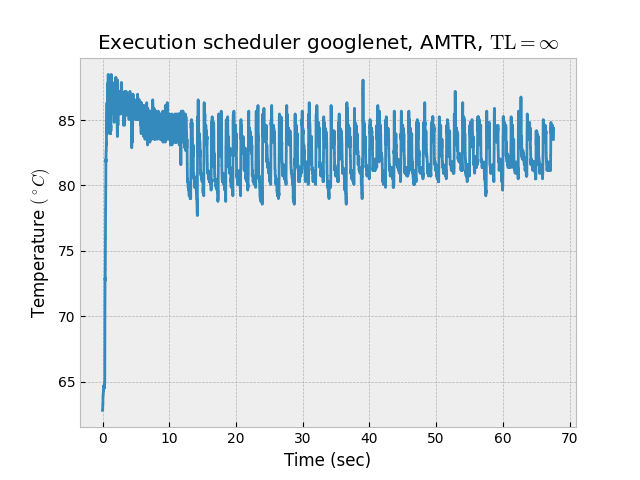 Execution scheduler googlenet, AMTR, TL = ∞
Temperature (°C)
85
80
75
70
65
0 10 20 30 40 50 60 70
Time (sec)